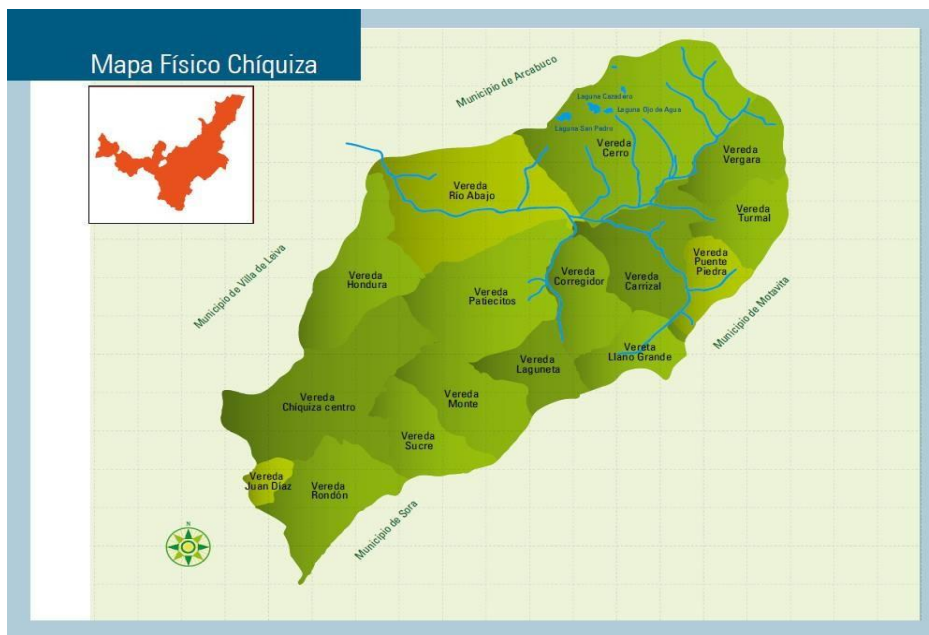 Mapa Físico Chíquiza
Municipio de Arcabuco
Laguna Cazadero
Laguna Ojo de Agua
Laguna San Pedro
Vereda
Cerro
Vereda
Vergara
Vereda
Río Abajo
Vereda
Turmal
Vereda
Puente
Piedra
Municipio de Villa de Leiva
Vereda
Hondura
Vereda
Patiecitos
Vereda
Corregidor
Vereda
Carrizal
Municipio de Motavita
Vereta
Llano Grande
Vereda
Laguneta
Vereda
Chíquiza centro
Vereda
Monte
Vereda
Sucre
Vereda
Juan Díaz
Vereda
Rondón
Municipio de Sora
N